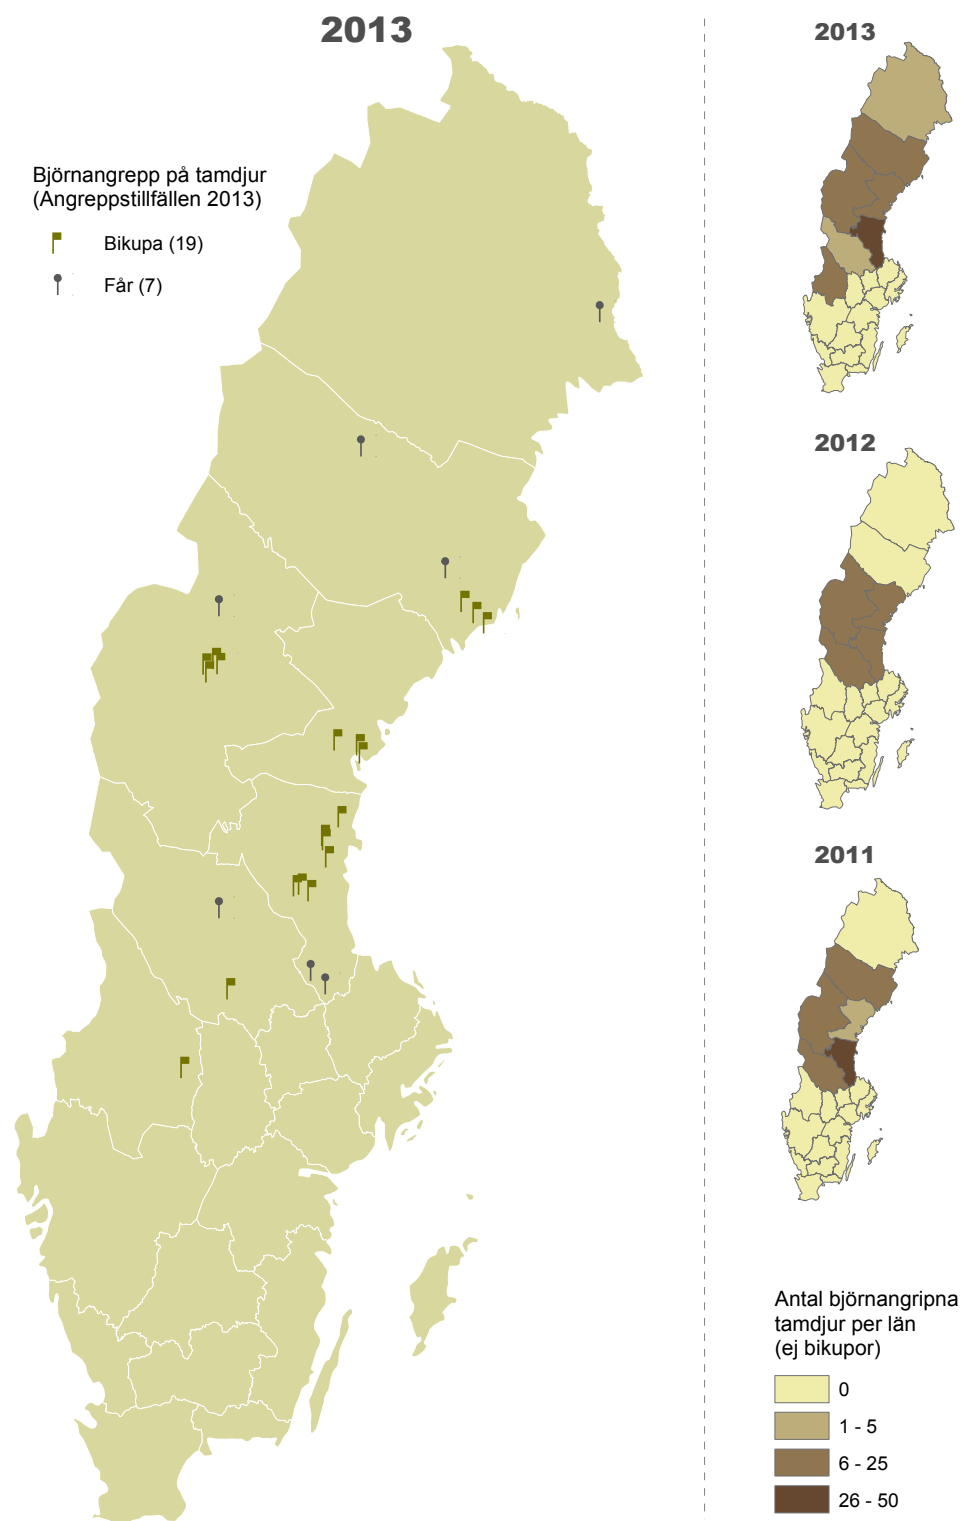 2013
Björnangrepp på tamdjur
(Angreppstillfällen 2013)
Bikupa (19)
Får (7)
2013
2012
2011
Antal björnangripna
tamdjur per län
(ej bikupor)
0
1 - 5
6 - 25
26 - 50